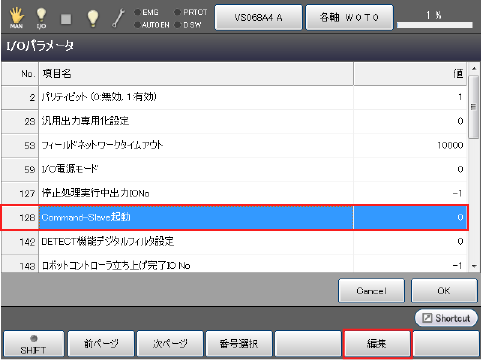 MAN
I/O
EMG
PRTCT
AUTO EN
D SW
VS068A4 A
各軸 W0T0
1 %
I/Oパラメータ
No. 項目名 値
2 パリティビット (0:無効, 1:有効) 1
23 汎用出力専用化設定 0
53 フィールドネットワークタイムアウト 10000
59 I/O電源モード 0
127 停止処理実行中出力IONo -1
128 Command-Slave起動 0
142 DETECT機能デジタルフィルタ設定 0
143 ロボットコントローラ立ち上げ完了IO No -1
Cancel
OK
Shortcut
SHIFT
前ページ
次ページ
番号選択
編集